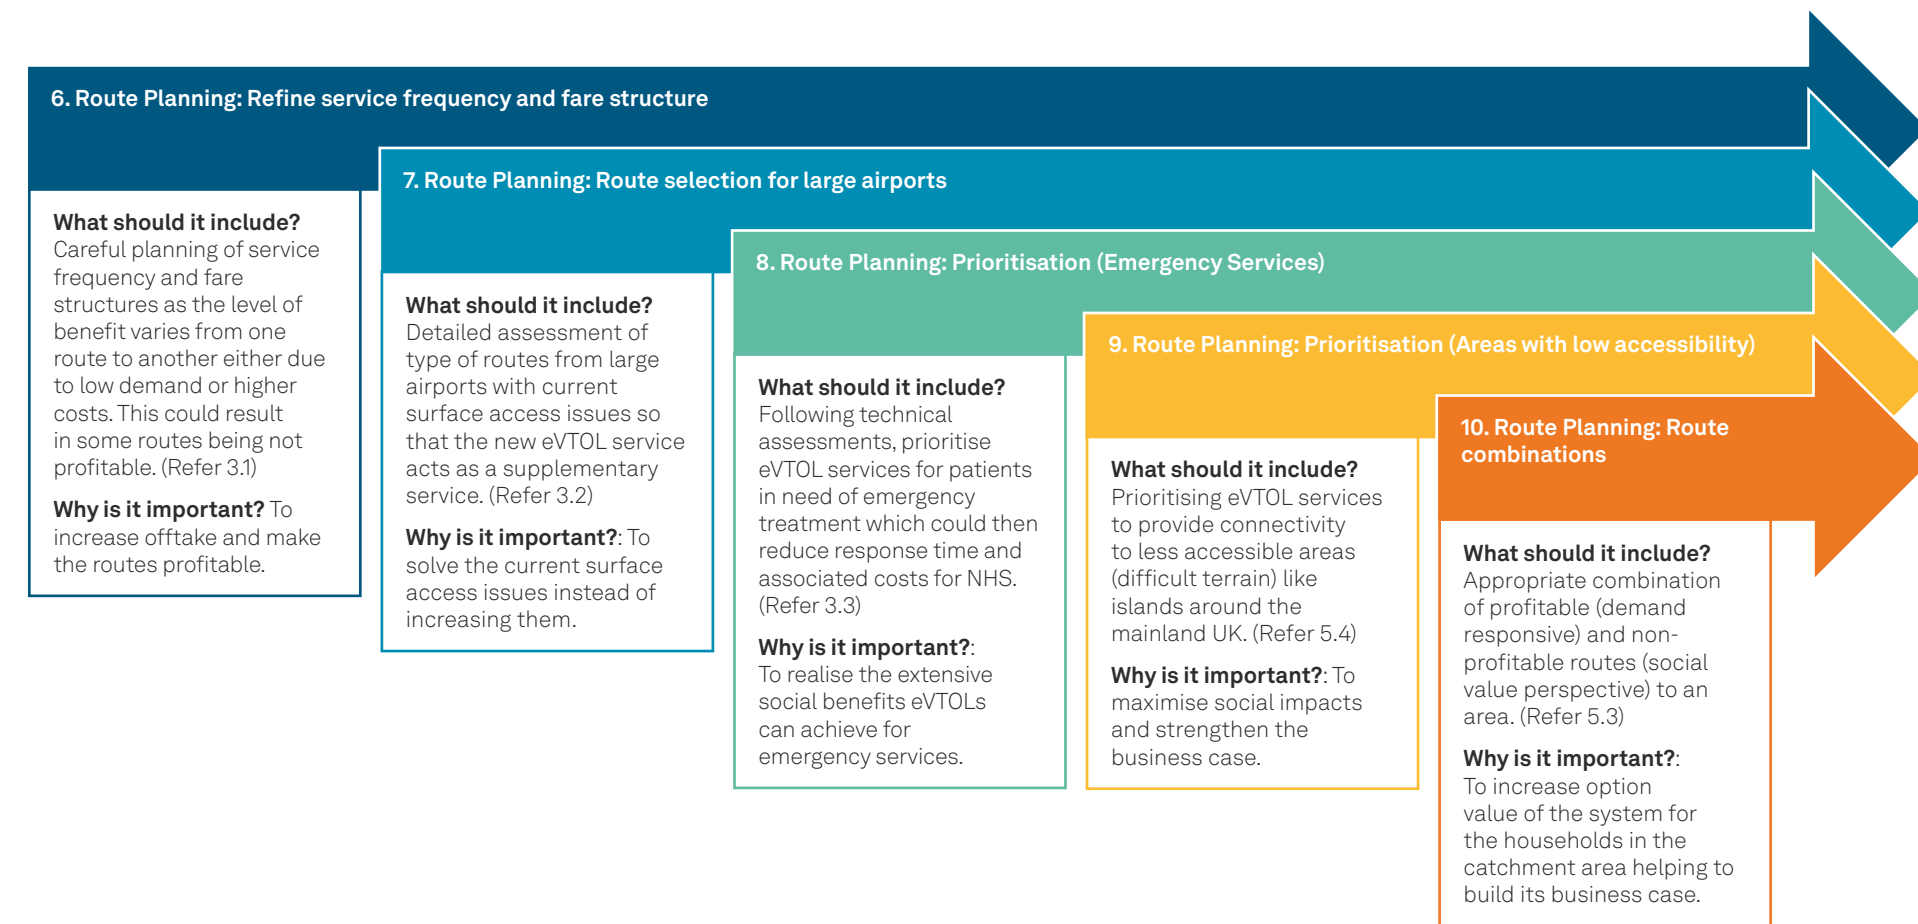 6. Route Planning: Refine service frequency and fare structure
What should it include?
Careful planning of service
frequency and fare
structures as the level of
benefit varies from one
route to another either due
to low demand or higher
costs. This could result
in some routes being not
profitable. (Refer 3.1)
Why is it important? To
increase offtake and make
the routes profitable.
7. Route Planning: Route selection for large airports
What should it include?
Detailed assessment of
type of routes from large
airports with current
surface access issues so
that the new eVTOL service
acts as a supplementary
service. (Refer 3.2)
Why is it important?: To
solve the current surface
access issues instead of
increasing them.
8. Route Planning: Prioritisation (Emergency Services)
What should it include?
Following technical
assessments, prioritise
eVTOL services for patients
in need of emergency
treatment which could then
reduce response time and
associated costs for NHS.
(Refer 3.3)
Why is it important?:
To realise the extensive
social benefits eVTOLs
can achieve for
emergency services.
9. Route Planning: Prioritisation (Areas with low accessibility)
What should it include?
Prioritising eVTOL services
to provide connectivity
to less accessible areas
(difficult terrain) like
islands around the
mainland UK. (Refer 5.4)
Why is it important?: To
maximise social impacts
and strengthen the
business case.
10. Route Planning: Route
combinations
What should it include?
Appropriate combination
of profitable (demand
responsive) and non-
profitable routes (social
value perspective) to an
area. (Refer 5.3)
Why is it important?:
To increase option
value of the system for
the households in the
catchment area helping to
build its business case.